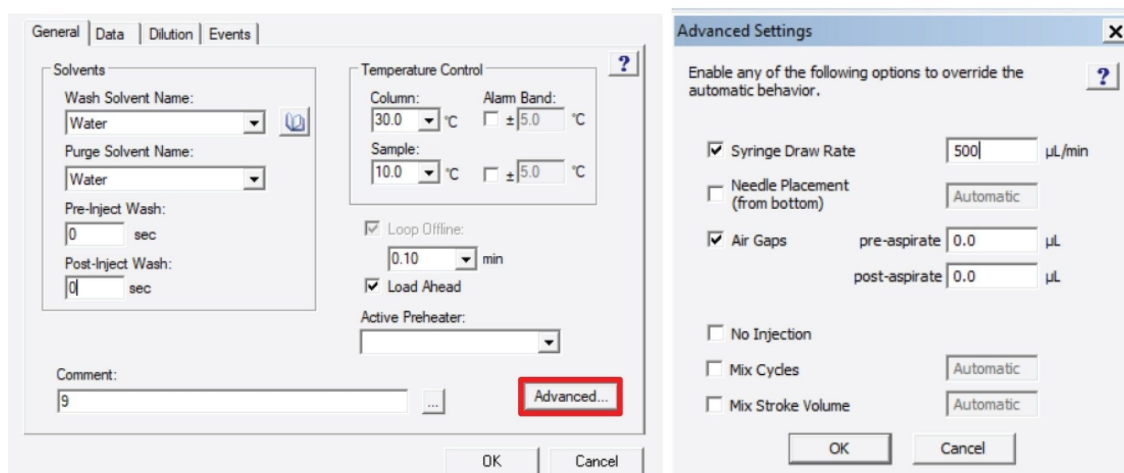 General Data Dilution Events
Solvents
Wash Solvent Name:
Water
Purge Solvent Name:
Water
Pre-Inject Wash:
0 sec
Post-Inject Wash:
0 sec
Temperature Control
Column: Alarm Band:
30.0 °C ± 5.0 °C
Sample:
10.0 °C ± 5.0 °C
?
Loop Offline:
0.10 min
Load Ahead
Active Preheater:
Comment:
9 ... Advanced...
OK Cancel
Advanced Settings X
Enable any of the following options to override the
automatic behavior.
?
Syringe Draw Rate 500 µL/min
Needle Placement
(from bottom) Automatic
Air Gaps pre-aspirate 0.0 µL
post-aspirate 0.0 µL
No Injection
Mix Cycles Automatic
Mix Stroke Volume Automatic
OK Cancel